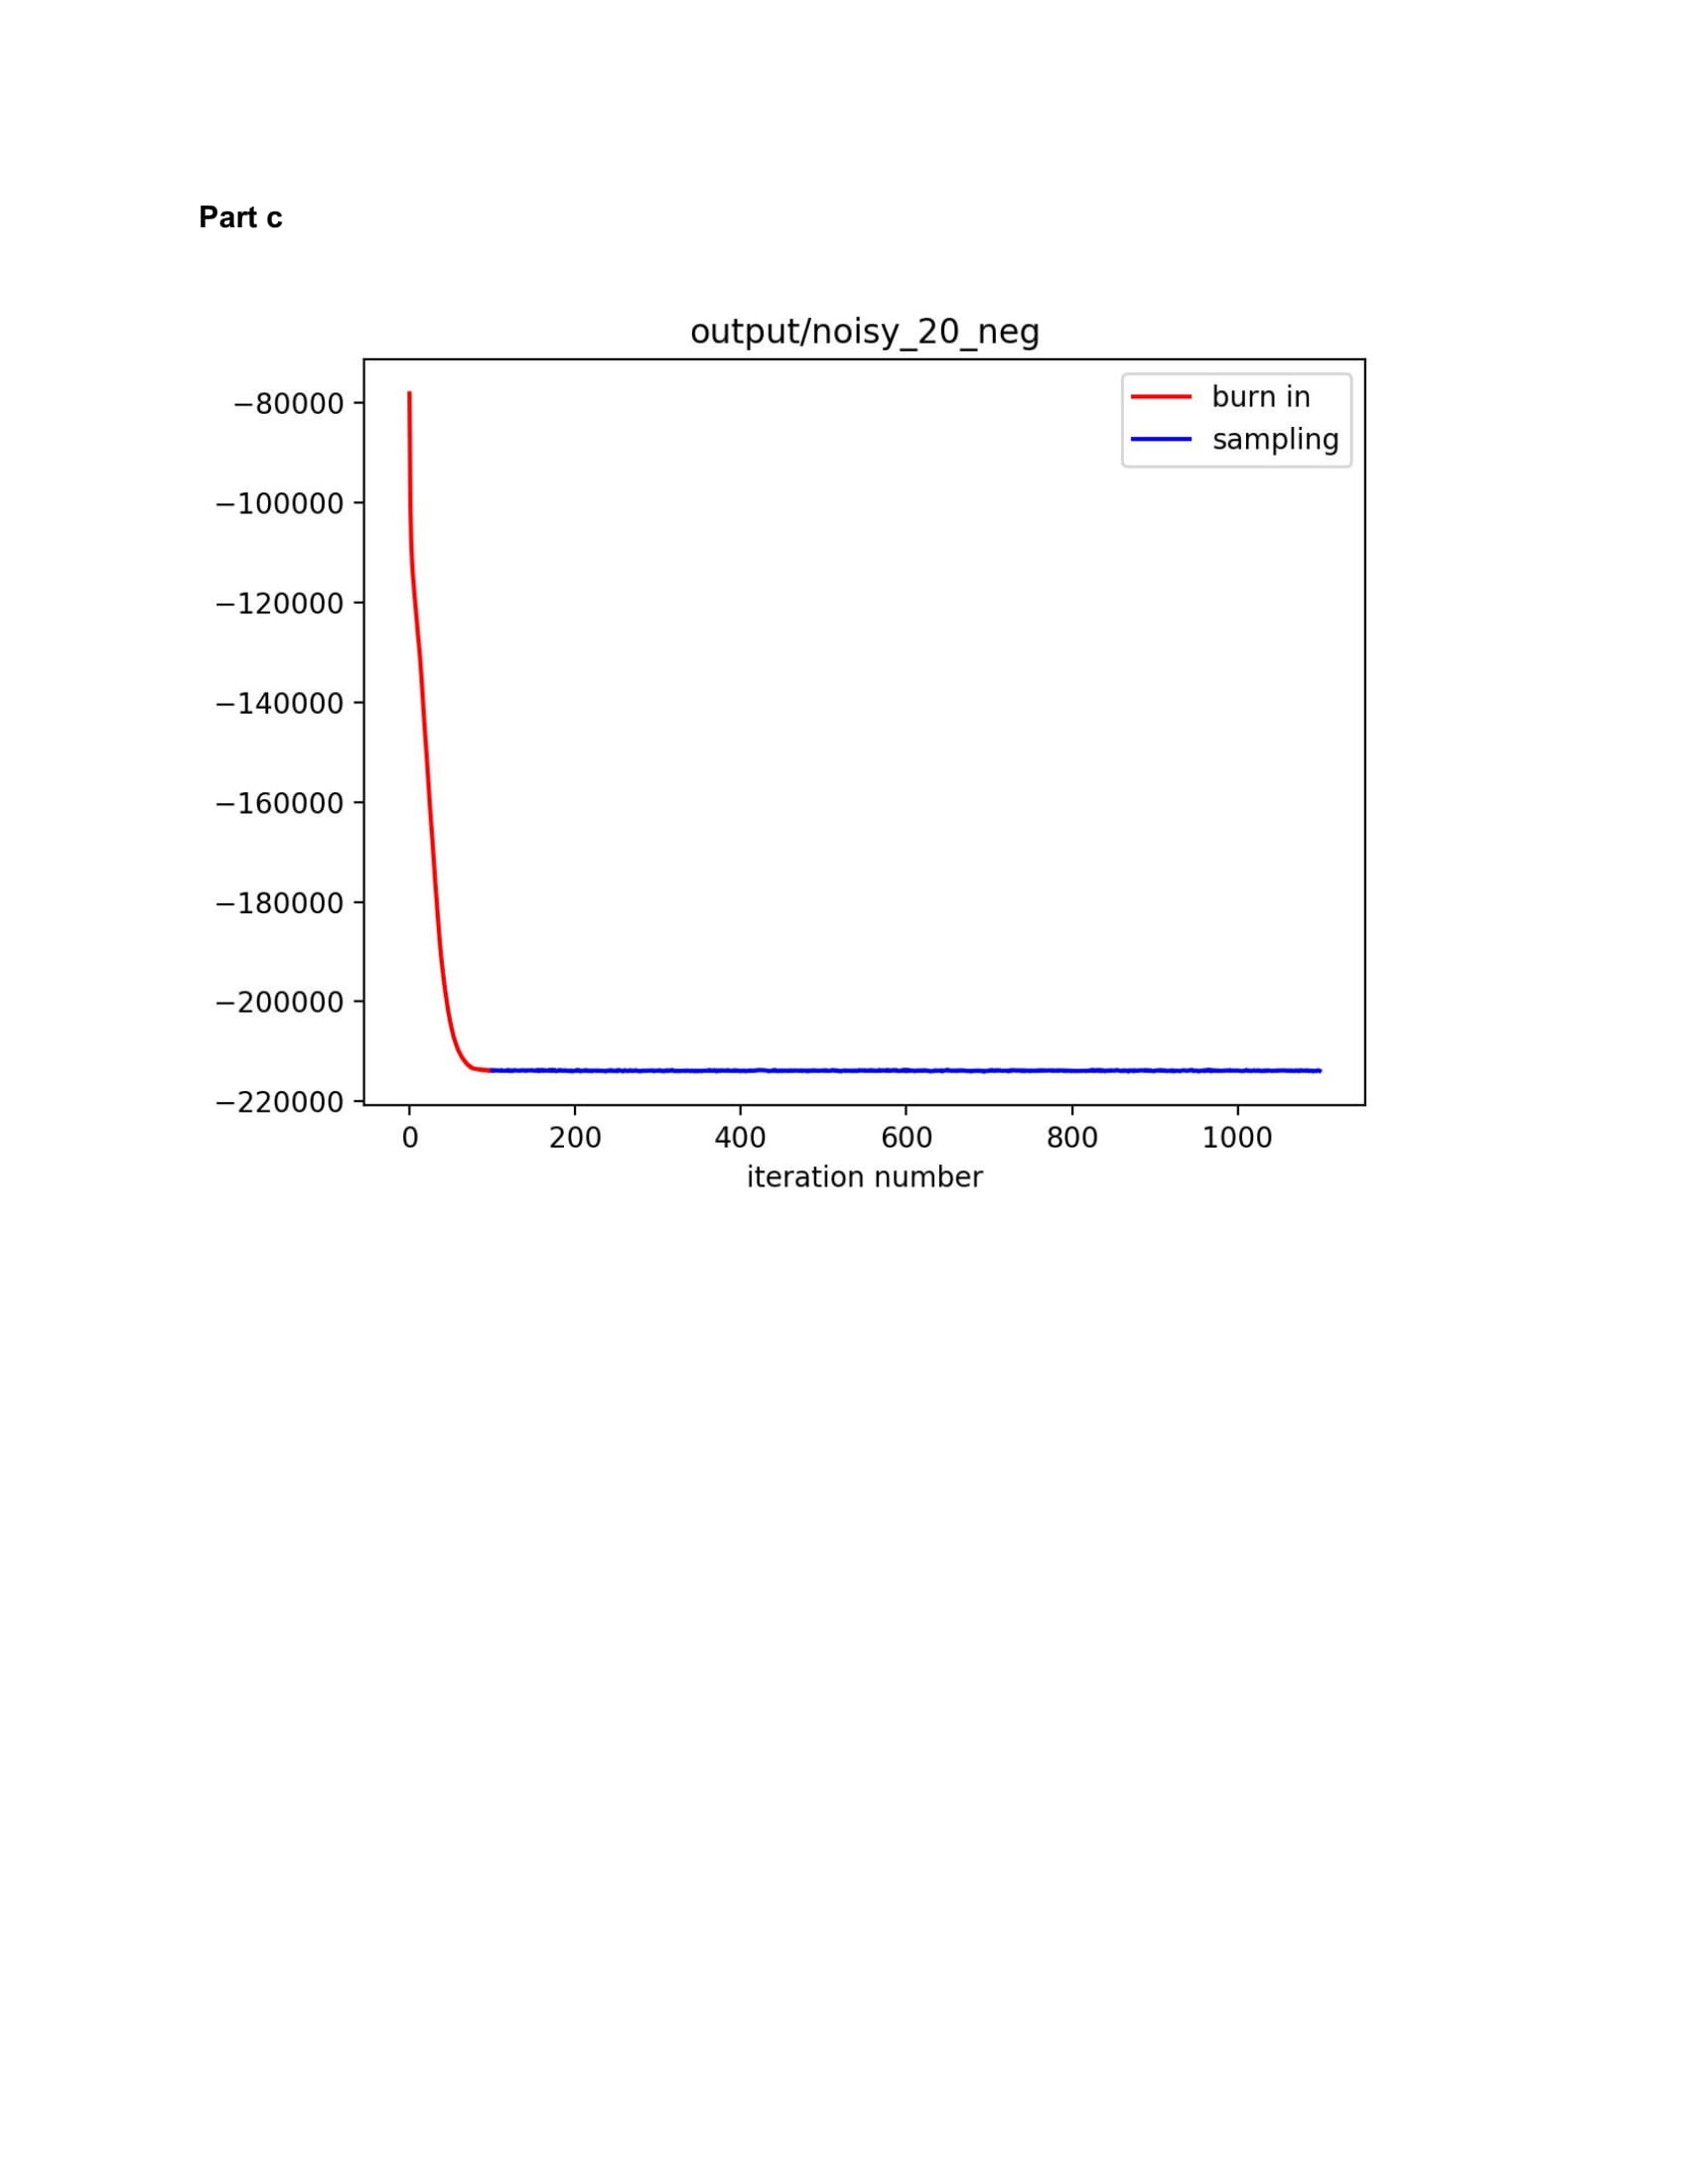 Part c
output/noisy_20_neg
burn in
sampling
−80000
−100000
−120000
−140000
−160000
−180000
−200000
−220000
0 200 400 600 800 1000
iteration number